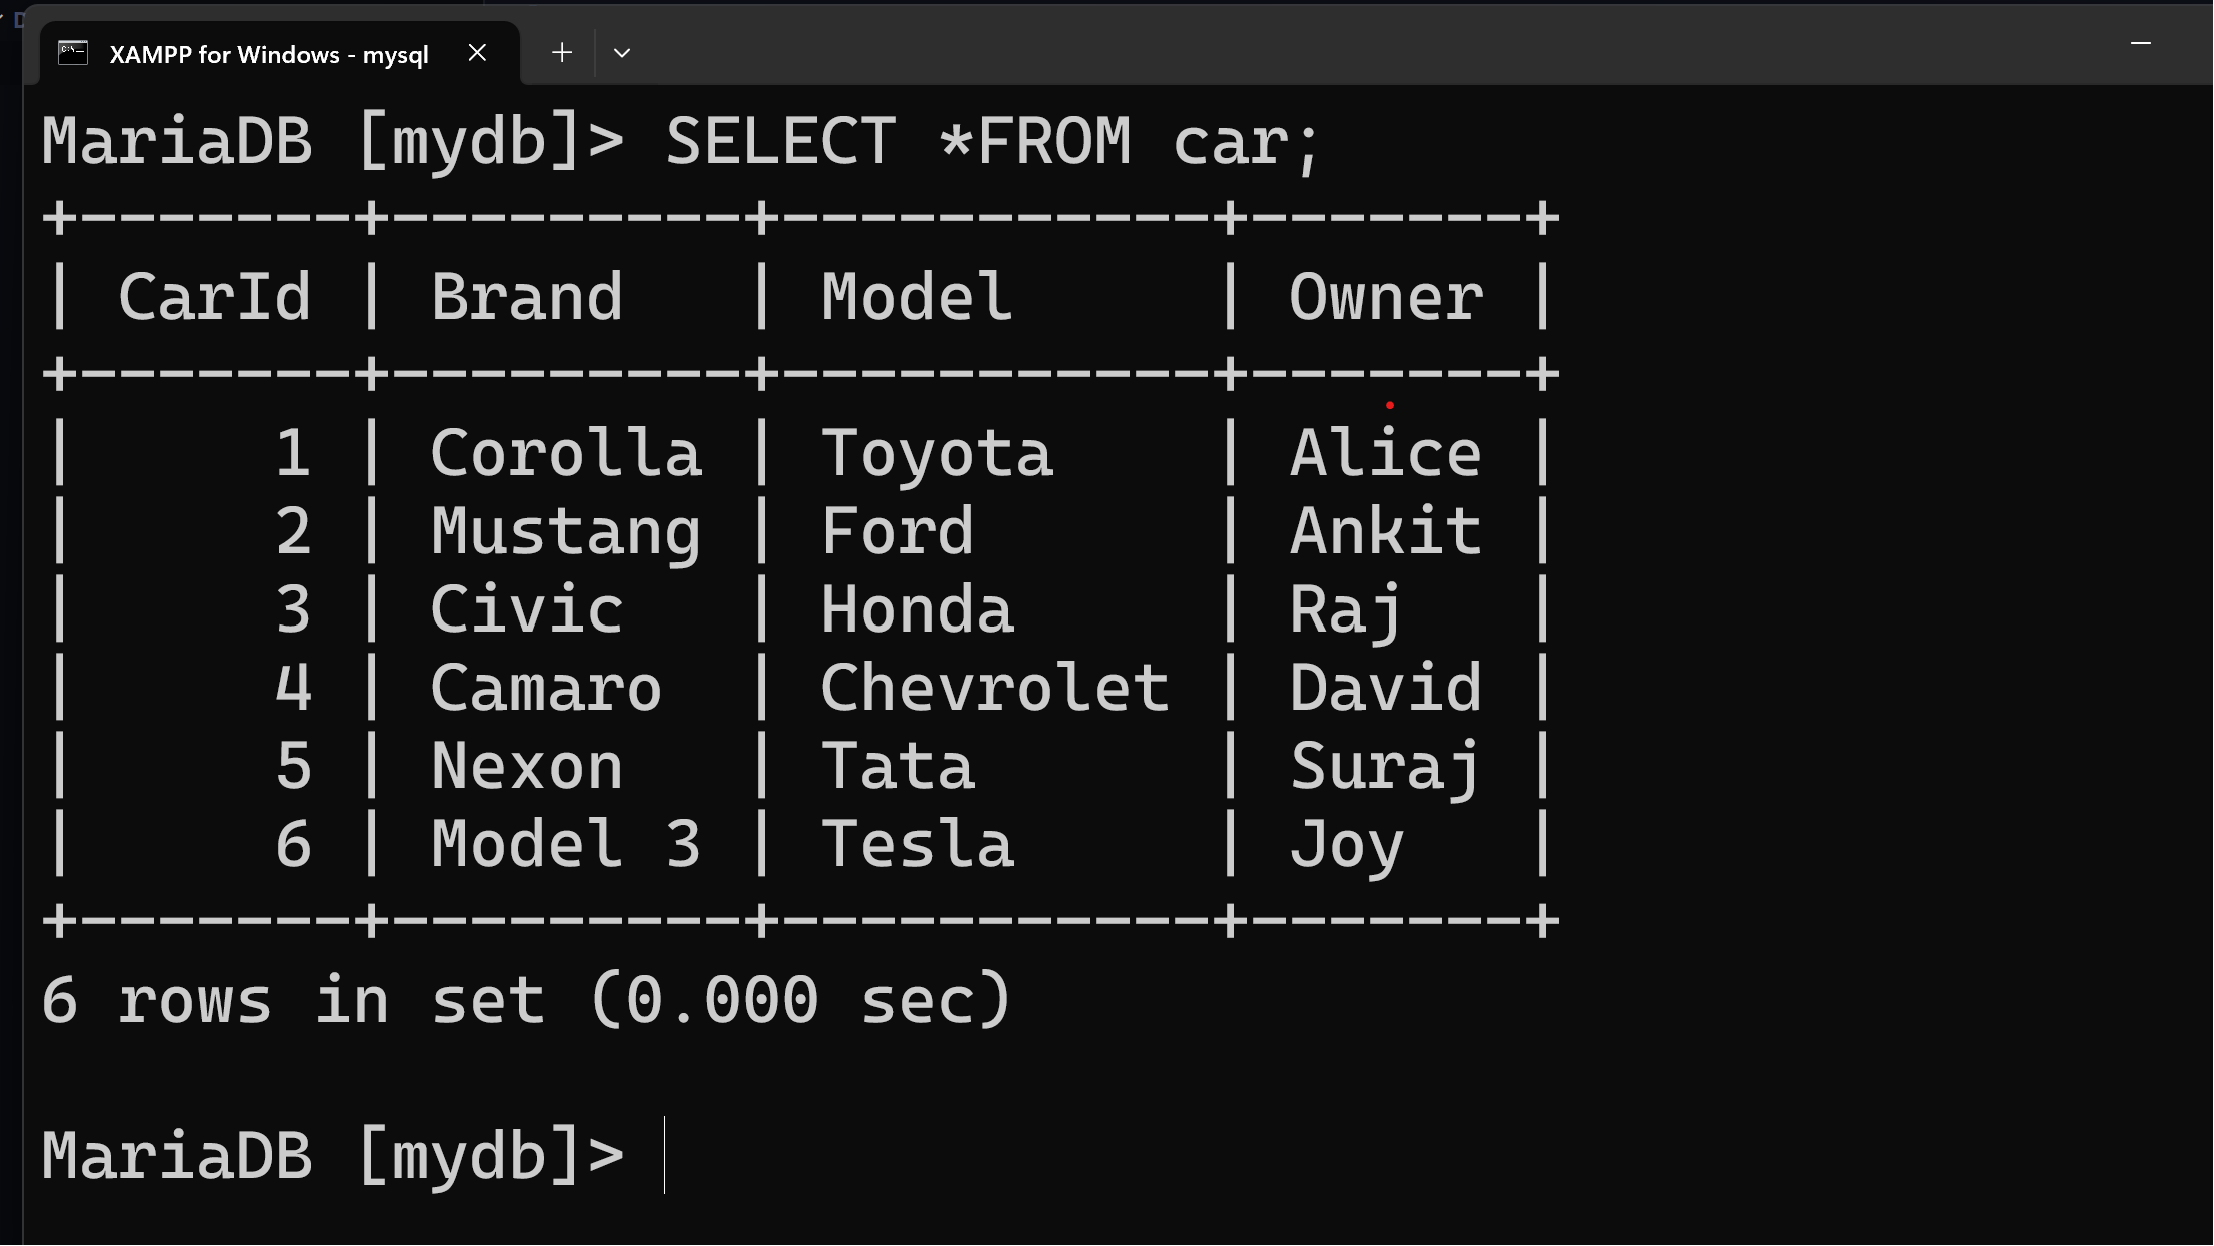 XAMPP for Windows - mysql
MariaDB [mydb]> SELECT *FROM car;
+-------+---------+-----------+-------+
| CarId | Brand   | Model     | Owner |
+-------+---------+-----------+-------+
|     1 | Corolla | Toyota    | Alice |
|     2 | Mustang | Ford      | Ankit |
|     3 | Civic   | Honda     | Raj   |
|     4 | Camaro  | Chevrolet | David |
|     5 | Nexon   | Tata      | Suraj |
|     6 | Model 3 | Tesla     | Joy   |
+-------+---------+-----------+-------+
6 rows in set (0.000 sec)
MariaDB [mydb]>